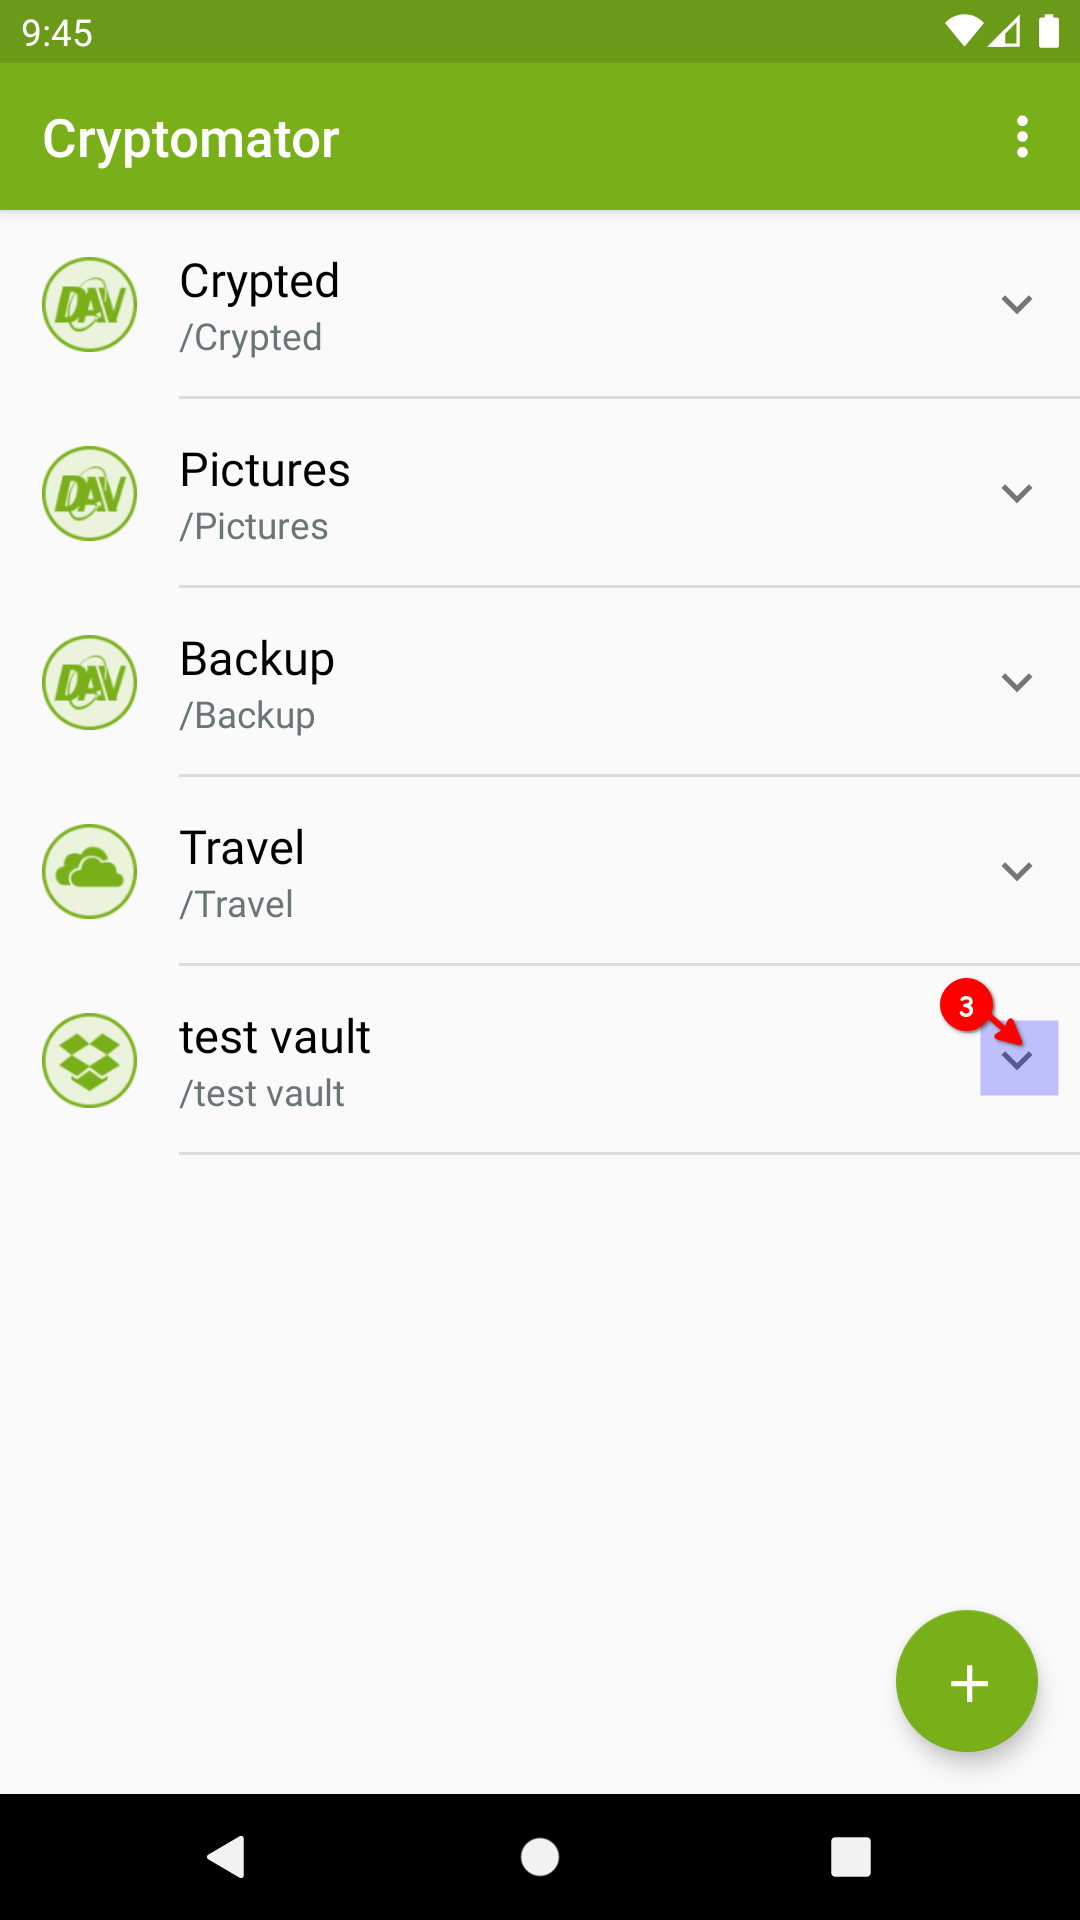 9:45
Cryptomator
DAV
Crypted
/Crypted
DAV
Pictures
/Pictures
DAV
Backup
/Backup
Travel
/Travel
3
test vault
/test vault